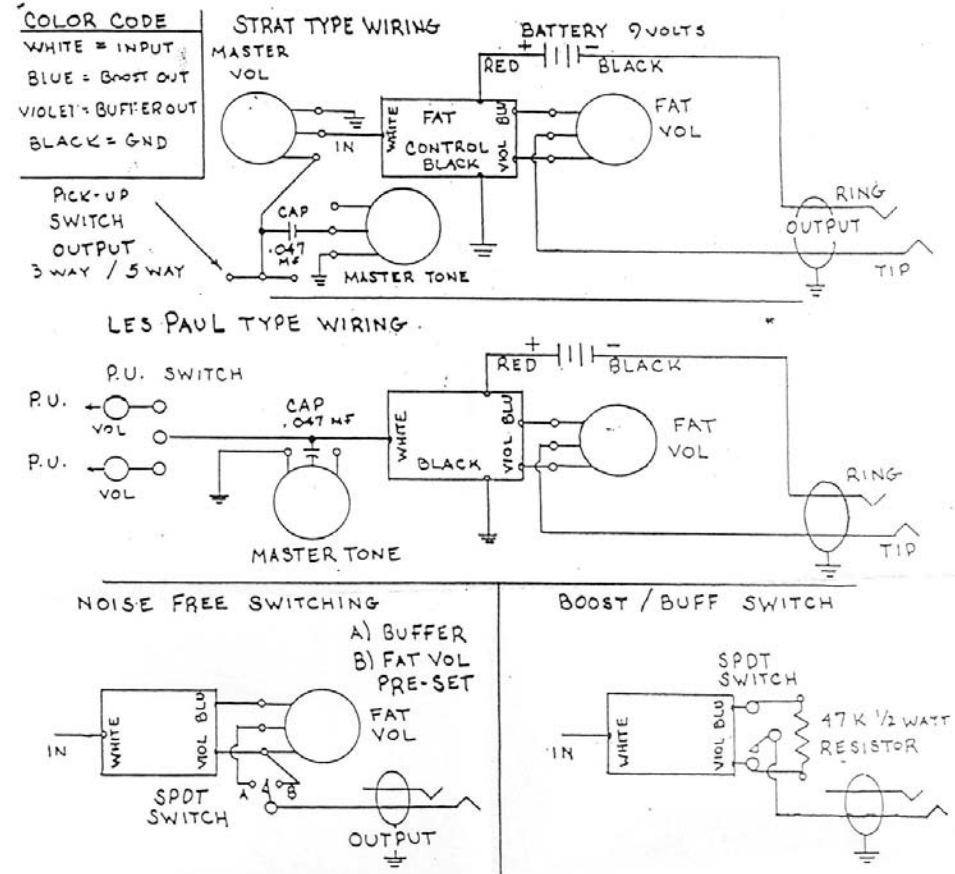 COLOR CODE
WHITE = INPUT
BLUE = BOOST OUT
VIOLET = BUFFER OUT
BLACK = GND
STRAT TYPE WIRING
MASTER
VOL
BATTERY 9 VOLTS
+ -
RED BLACK
WHITE
FAT
CONTROL
BLACK
BLU
VIOL
FAT
VOL
IN
PICK-UP
SWITCH
OUTPUT
3 WAY / 5 WAY
CAP
.047
MF
MASTER TONE
RING
OUTPUT
TIP
LES PAUL TYPE WIRING
+ -
RED BLACK
P.U. SWITCH
P.U.
VOL
P.U.
VOL
CAP
.047 MF
MASTER TONE
WHITE
BLACK
BLU
VIOL
FAT
VOL
RING
TIP
NOISE FREE SWITCHING
A) BUFFER
B) FAT VOL
PRE-SET
IN
WHITE
BLU
VIOL
FAT
VOL
A B
SPDT
SWITCH
OUTPUT
BOOST / BUFF SWITCH
SPDT
SWITCH
IN
WHITE
BLU
VIOL
47 K 1/2 WATT
RESISTOR